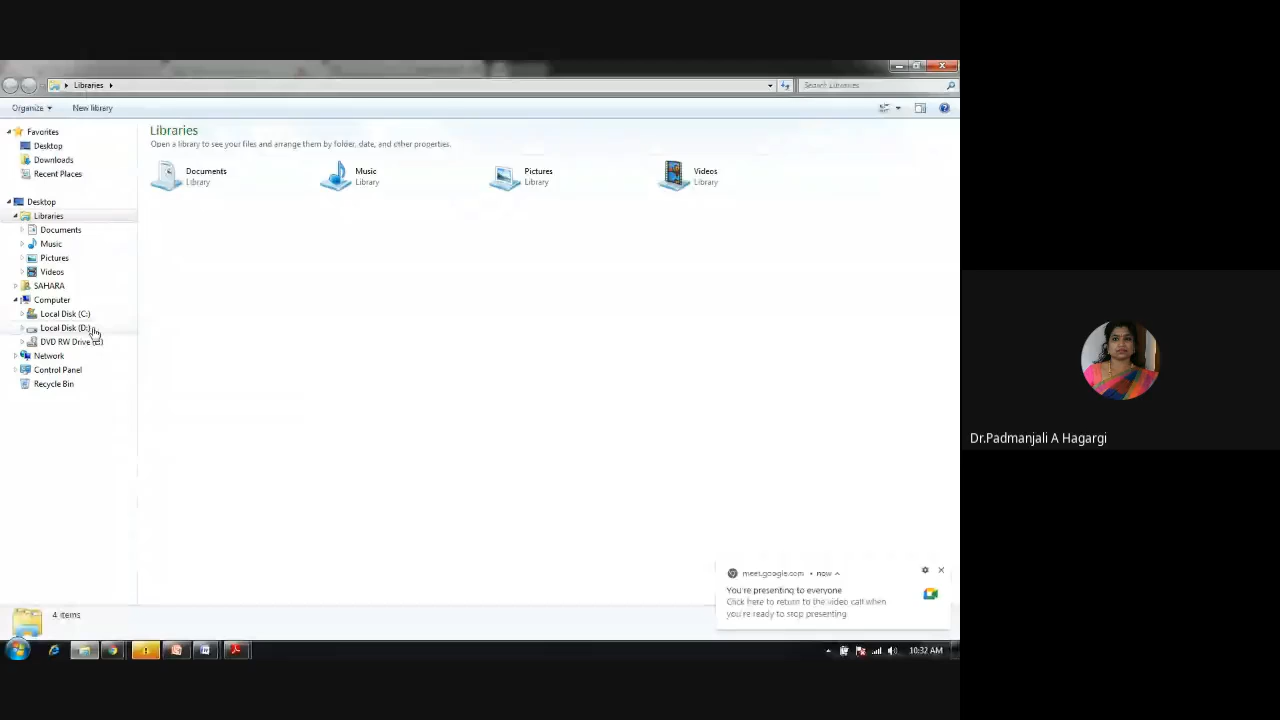 Libraries
Search Libraries
Organize
New library
Favorites
Desktop
Downloads
Recent Places
Desktop
Libraries
Documents
Music
Pictures
Videos
SAHARA
Computer
Local Disk (C:)
Local Disk (D:)
DVD RW Drive (E:)
Network
Control Panel
Recycle Bin
Libraries
Open a library to see your files and arrange them by folder, date, and other properties.
Documents
Library
Music
Library
Pictures
Library
Videos
Library
Dr.Padmanjali A Hagargi
meet.google.com • now
You're presenting to everyone
Click here to return to the video call when
you're ready to stop presenting
4 items
10:32 AM